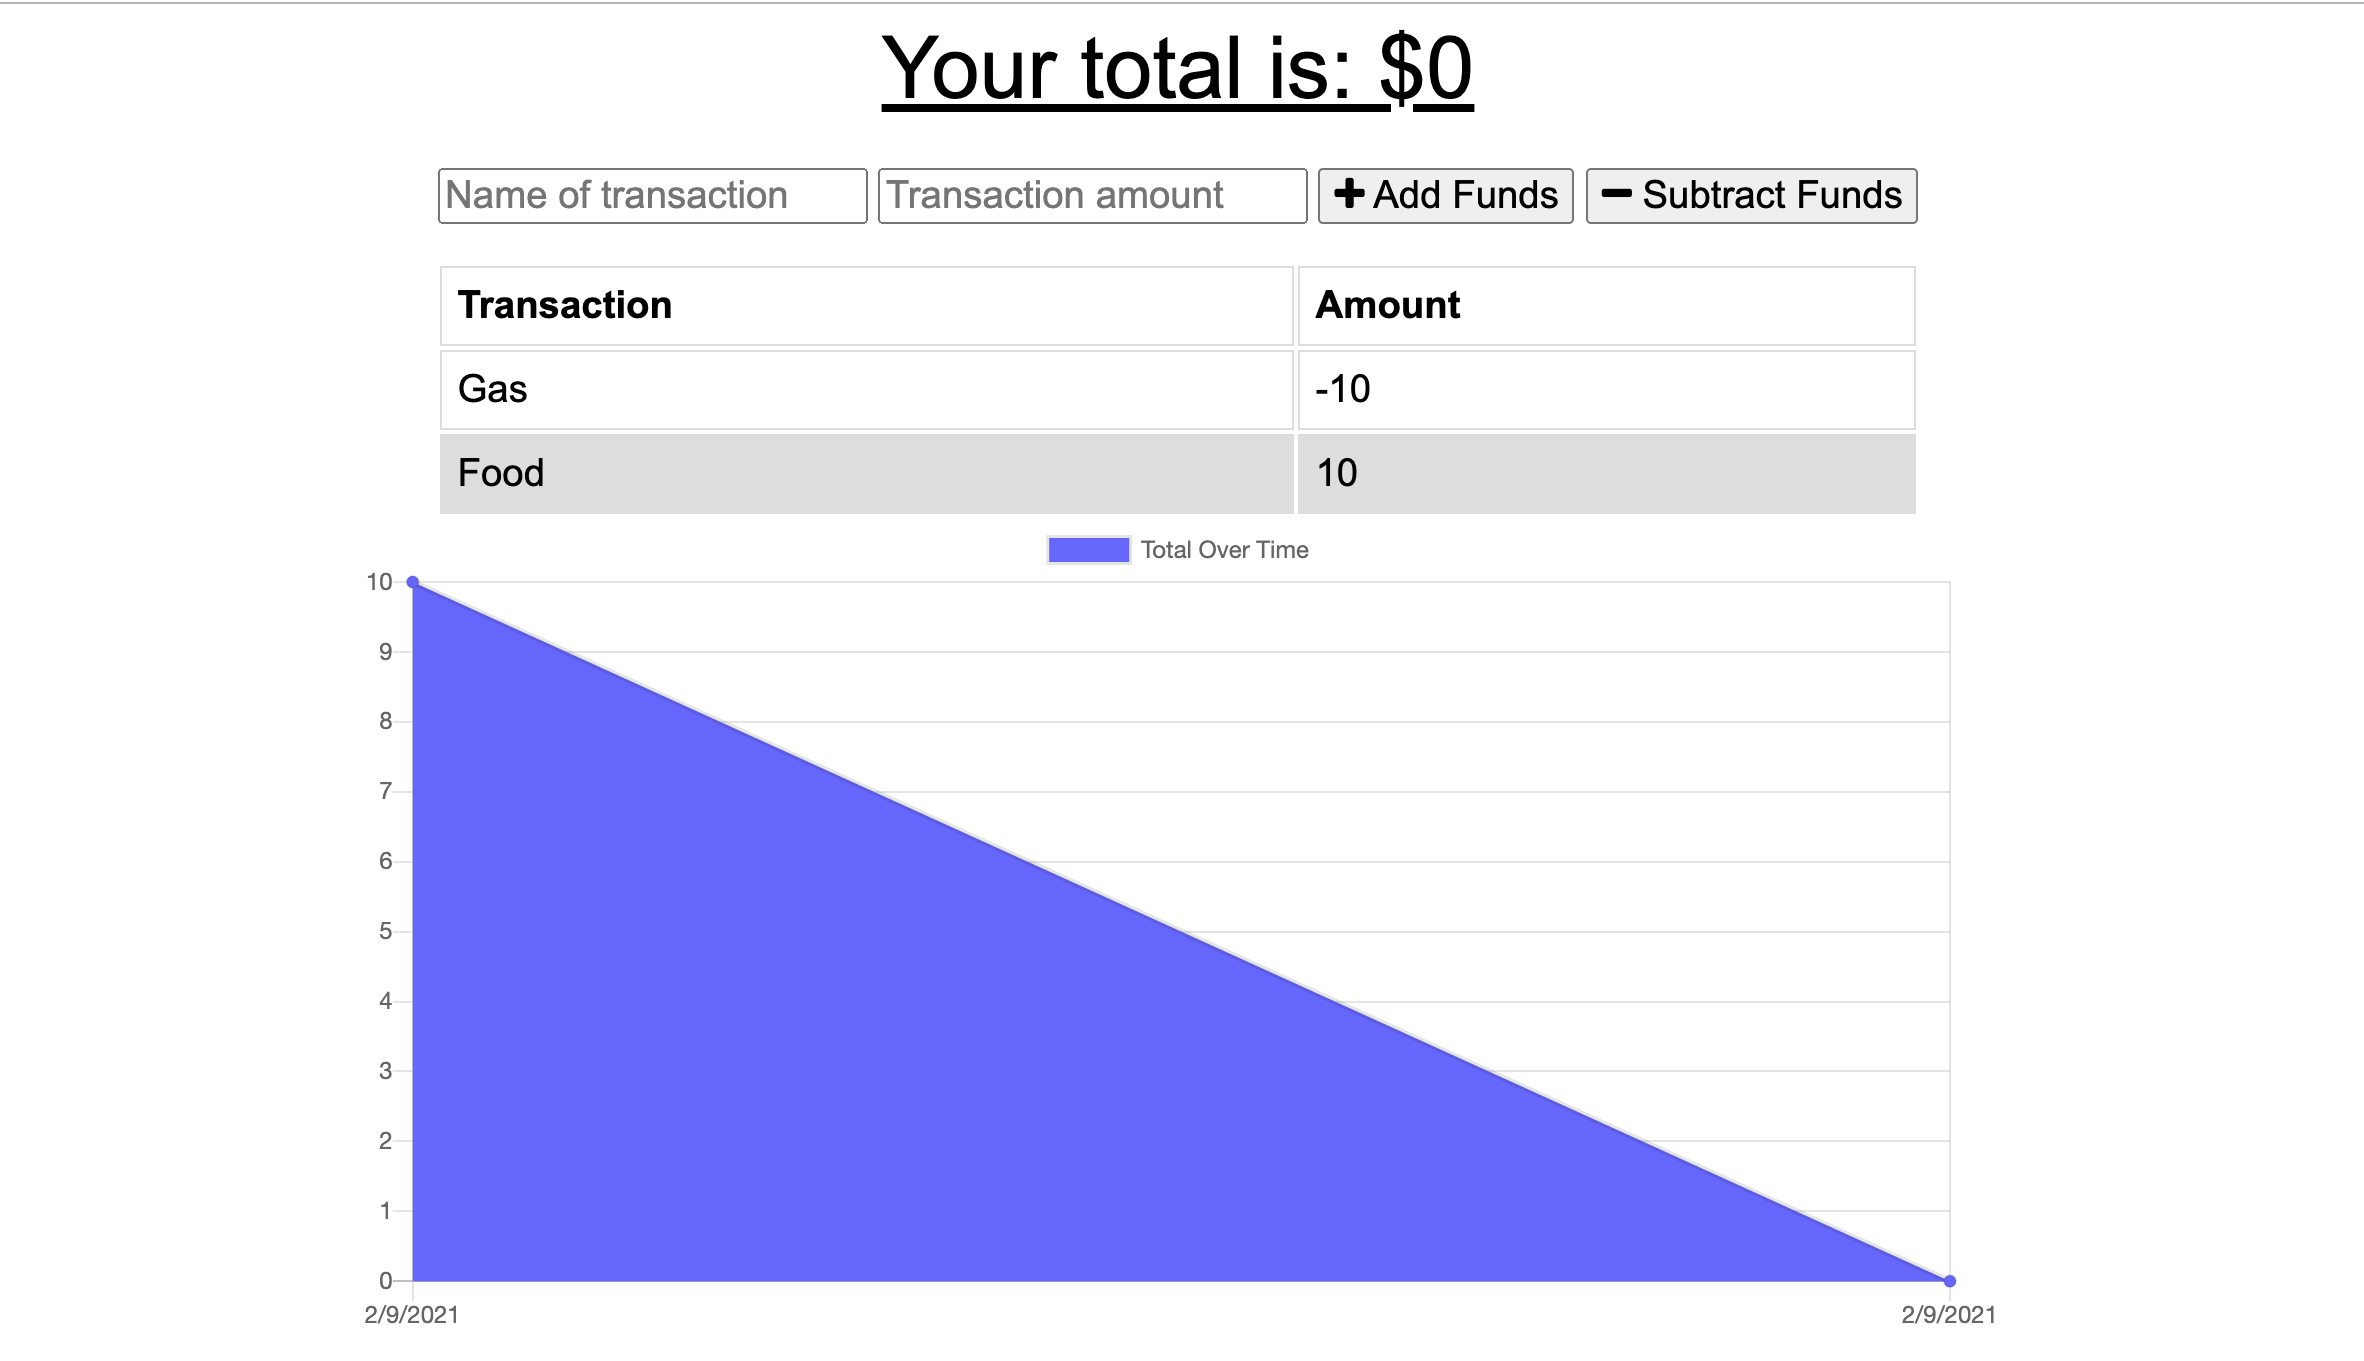 Your total is: $0
Name of transaction Transaction amount Add Funds Subtract Funds
Transaction Amount
Gas -10
Food 10
Total Over Time
10
9
8
7
6
5
4
3
2
1
0
2/9/2021 2/9/2021